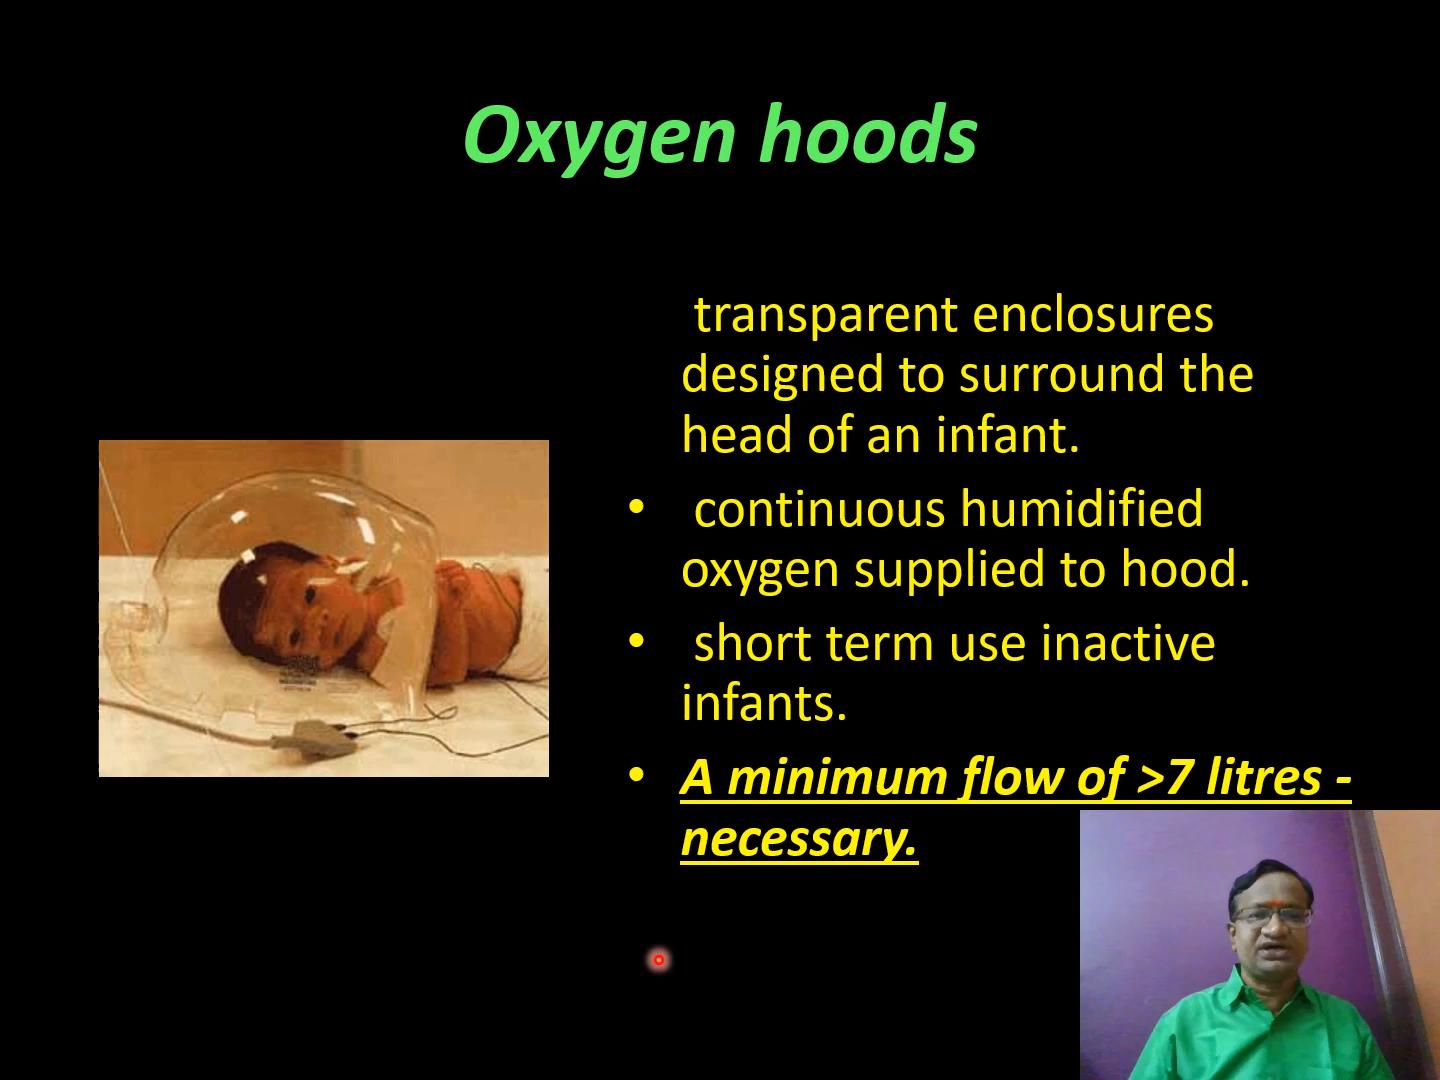 Oxygen hoods
transparent enclosures
designed to surround the
head of an infant.
• continuous humidified
oxygen supplied to hood.
• short term use inactive
infants.
• A minimum flow of >7 litres -
necessary.